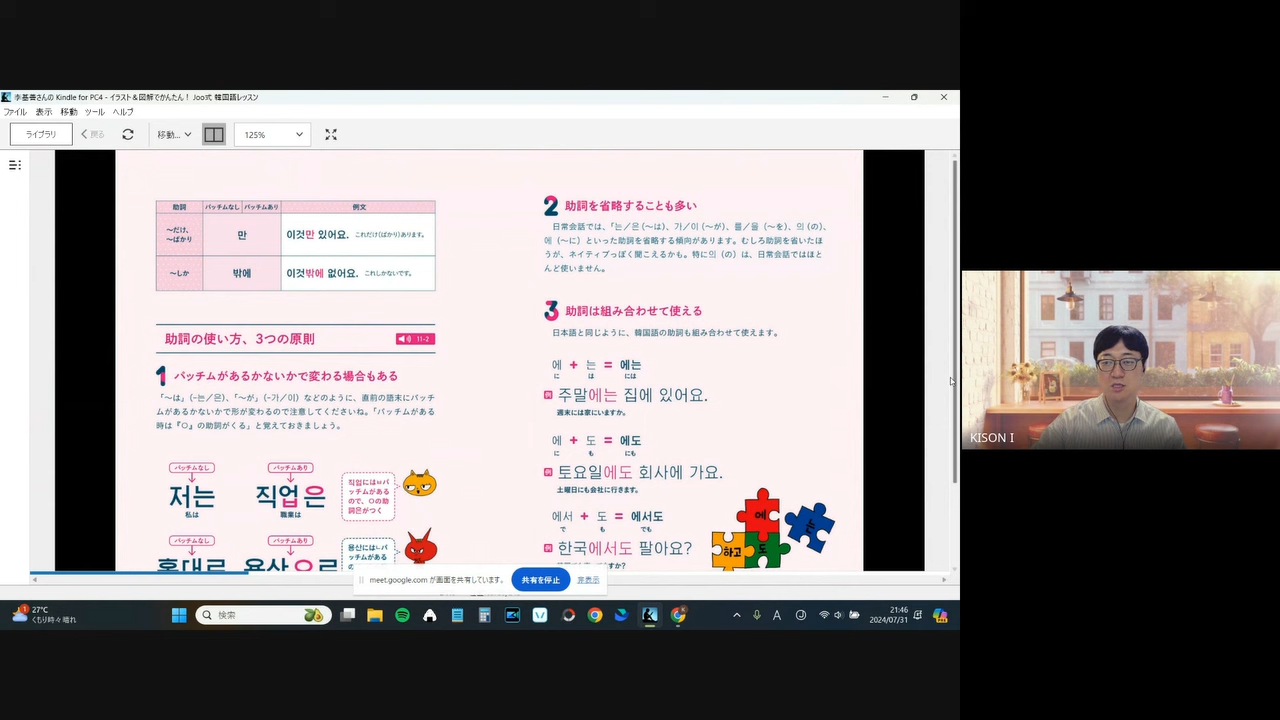 李基善さんの Kindle for PC4 - イラスト＆図解でかんたん！ Joo式 韓国語レッスン
ファイル 表示 移動 ツール ヘルプ
ライブラリ 戻る 移動... 125%
助詞 パッチムなし パッチムあり 例文
〜だけ、
〜ばかり
만 이것만 있어요. これだけ(ばかり)あります。
〜しか 밖에 이것밖에 없어요. これしかないです。
助詞の使い方、3つの原則 11-2
1 パッチムがあるかないかで変わる場合もある
「〜は」(-는／은)、「〜が」(-가／이) などのように、直前の語末にパッチ
ムがあるかないかで形が変わるので注意してくださいね。「パッチムがある
時は『ㅇ』の助詞がくる」と覚えておきましょう。
パッチムなし パッチムあり
저는 직업은
私は 職業は
직업にはㅂパ
ッチムがある
ので、ㅇの助
詞은がつく
パッチムなし パッチムあり
홍대로 용산으로
용산にはㄴパ
ッチムがある
2 助詞を省略することも多い
日常会話では、「는／은 (〜は)、가／이 (〜が)、를／을 (〜を)、의 (の)、
에 (〜に) といった助詞を省略する傾向があります。むしろ助詞を省いたほ
うが、ネイティブっぽく聞こえるかも。特に의 (の) は、日常会話ではほと
んど使いません。
3 助詞は組み合わせて使える
日本語と同じように、韓国語の助詞も組み合わせて使えます。
에 + 는 = 에는
に は には
例 주말에는 집에 있어요.
週末には家にいますか。
에 + 도 = 에도
に も にも
例 토요일에도 회사에 가요.
土曜日にも会社に行きます。
에서 + 도 = 에서도
で も でも
例 한국에서도 팔아요?
에 는 하고 도
meet.google.com が画面を共有しています。 共有を停止 非表示
KISON I
27°C
くもり時々晴れ
検索
A
21:46
2024/07/31